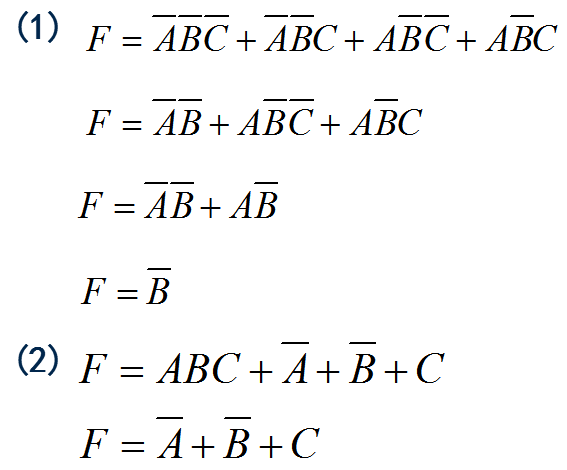 (1) F = A̅B̅C̅ + A̅B̅C + AB̅C̅ + AB̅C
F = A̅B̅ + AB̅C̅ + AB̅C
F = A̅B̅ + AB̅
F = B̅
(2) F = ABC + A̅ + B̅ + C
F = A̅ + B̅ + C